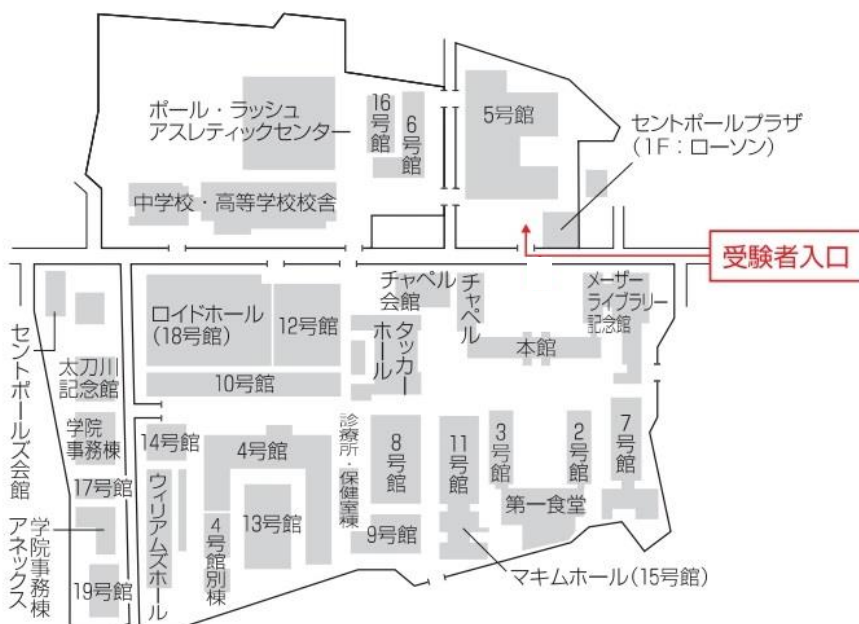 ポール・ラッシュ
アスレティックセンター
16号館
6号館
5号館
セントポールプラザ
(1F：ローソン)
中学校・高等学校校舎
受験者入口
チャペル
会館
チャペル
メーザー
ライブラリー
記念館
ロイドホール
(18号館)
12号館
タッカー
ホール
本館
セントポールズ会館
太刀川
記念館
10号館
学院
事務棟
14号館
4号館
診療所・保健室棟
8号館
11号館
3号館
2号館
7号館
17号館
ウィリアムズホール
4号館別棟
13号館
第一食堂
9号館
学院事務棟
アネックス
19号館
マキムホール(15号館)